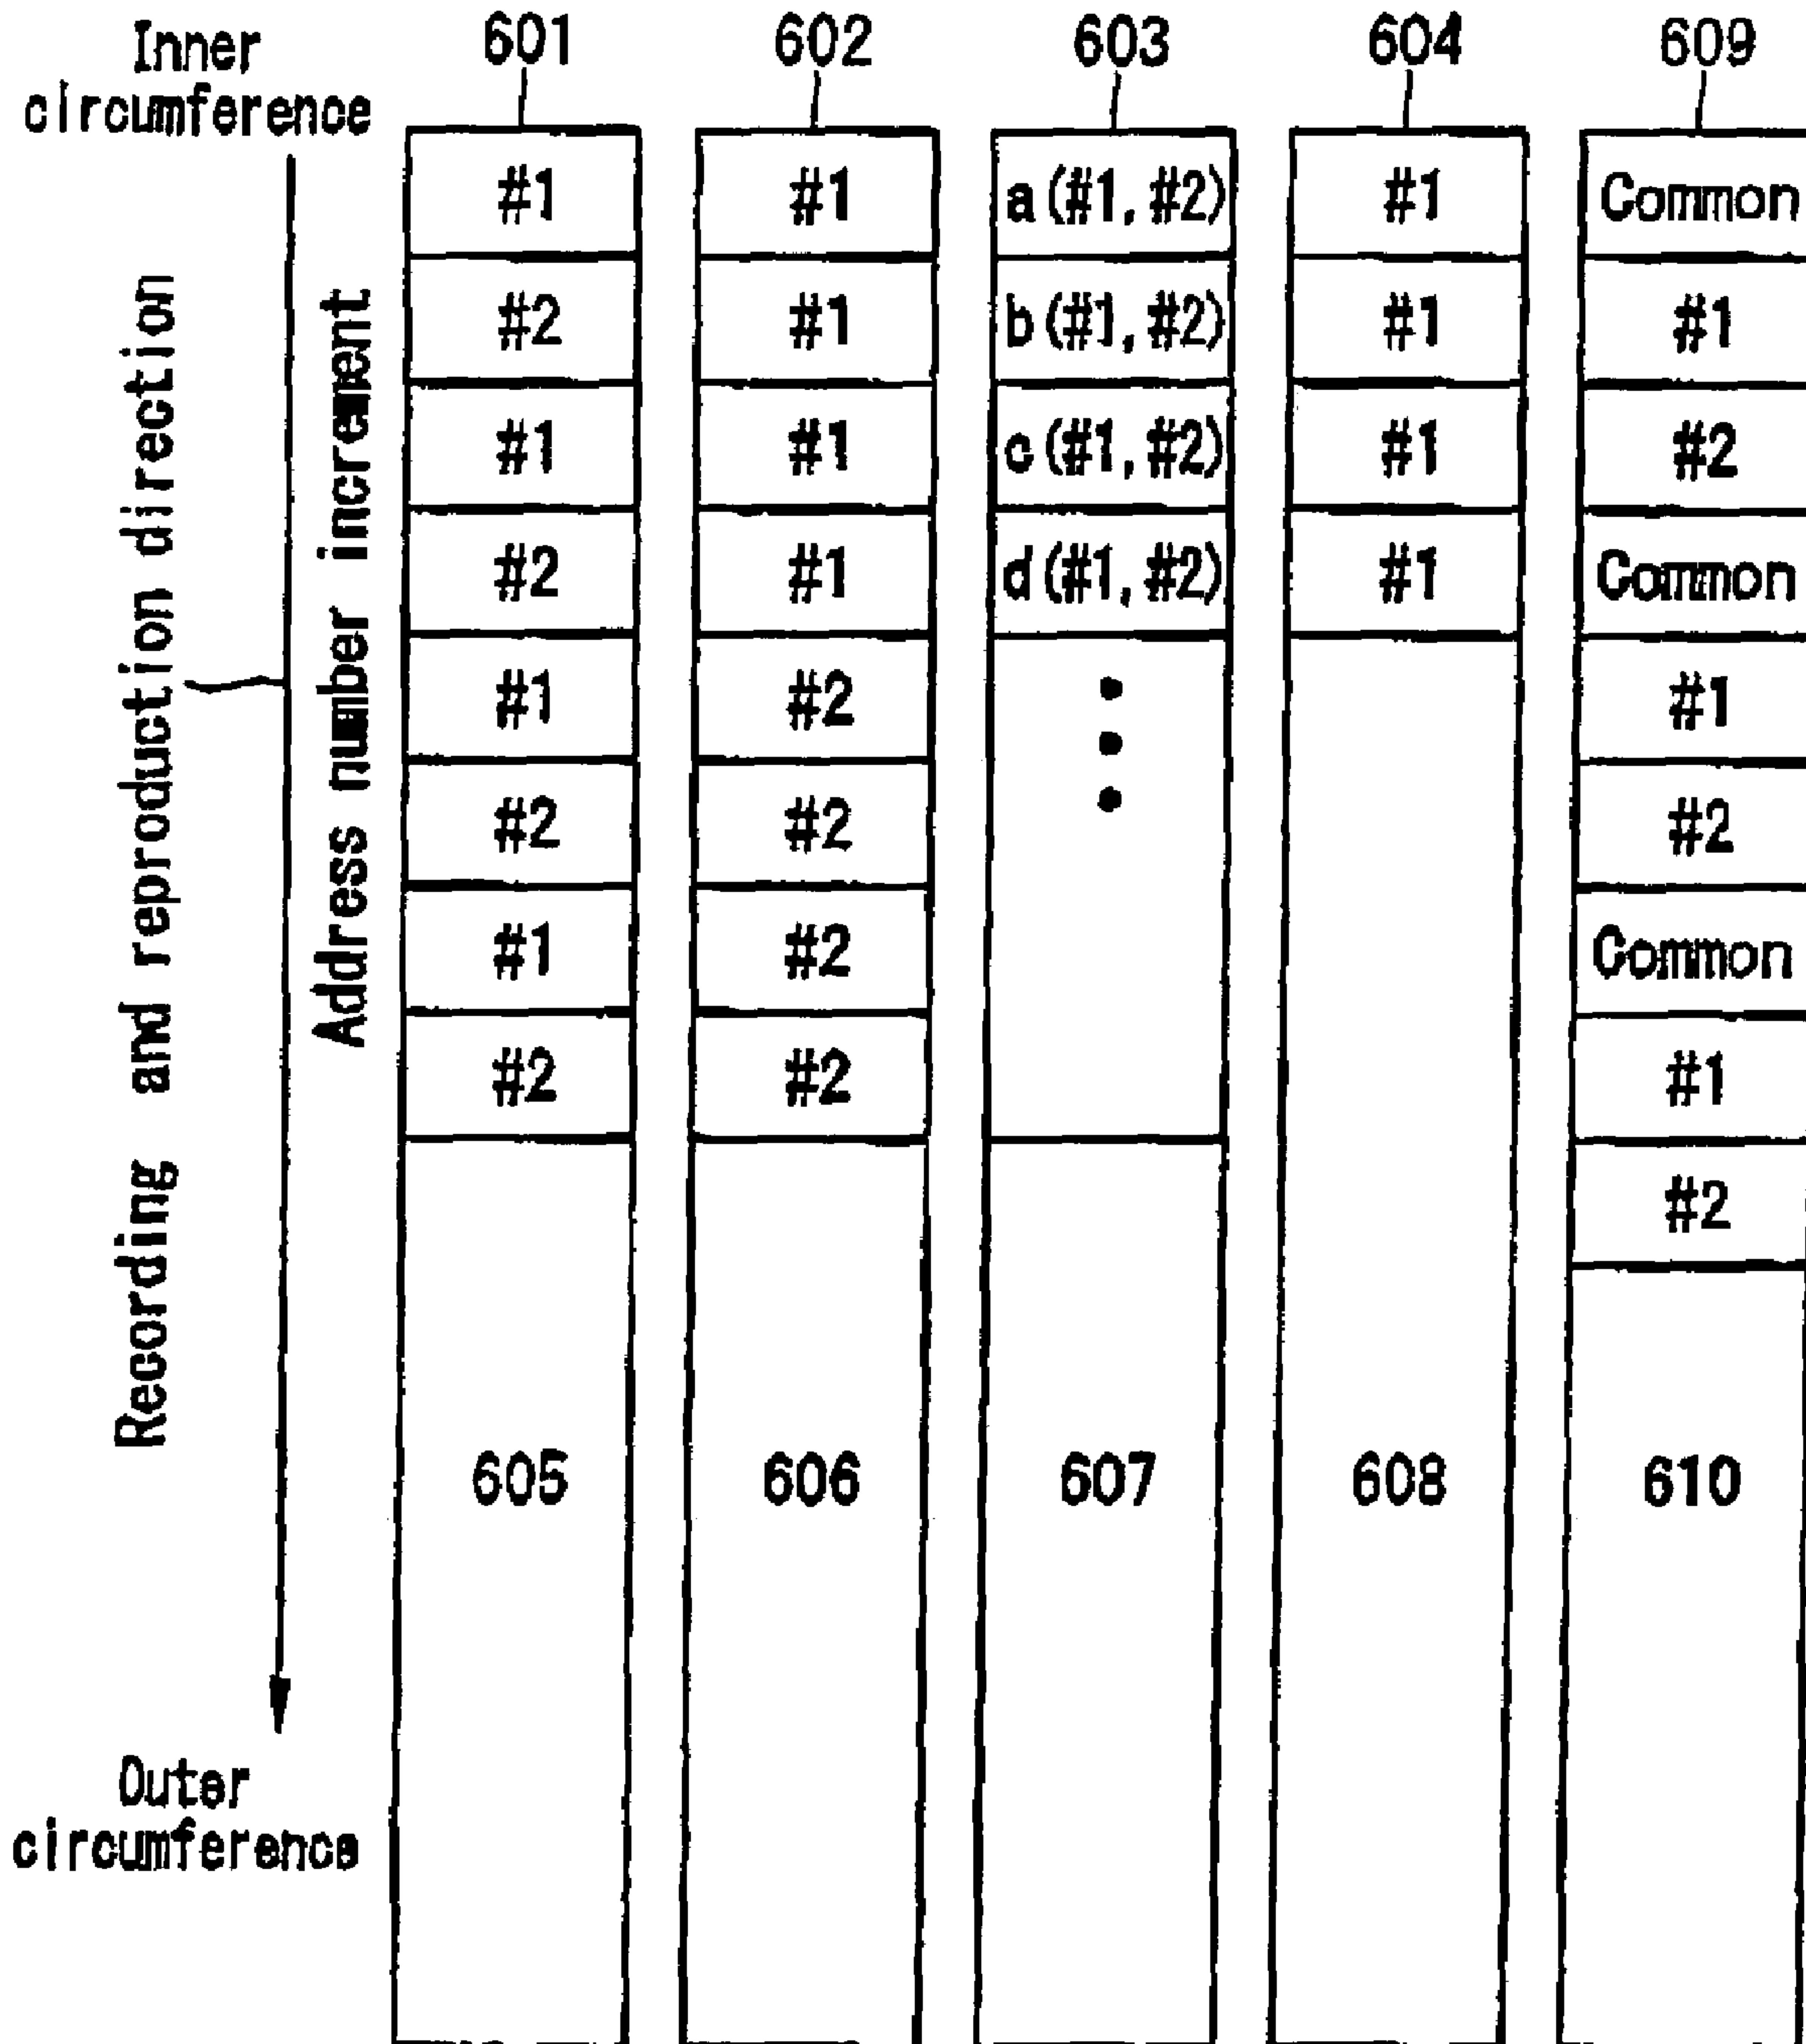 Inner
circumference
601 602 603 604 609
#1 #1 a(#1, #2) #1 Common
#2 #1 b(#1, #2) #1 #1
#1 #1 c(#1, #2) #1 #2
#2 #1 d(#1, #2) #1 Common
#1 #2 #1
#2 #2 #2
#1 #2 Common
#2 #2 #1
#2
605 606 607 608 610
Recording and reproduction direction
Address number increment
Outer
circumference